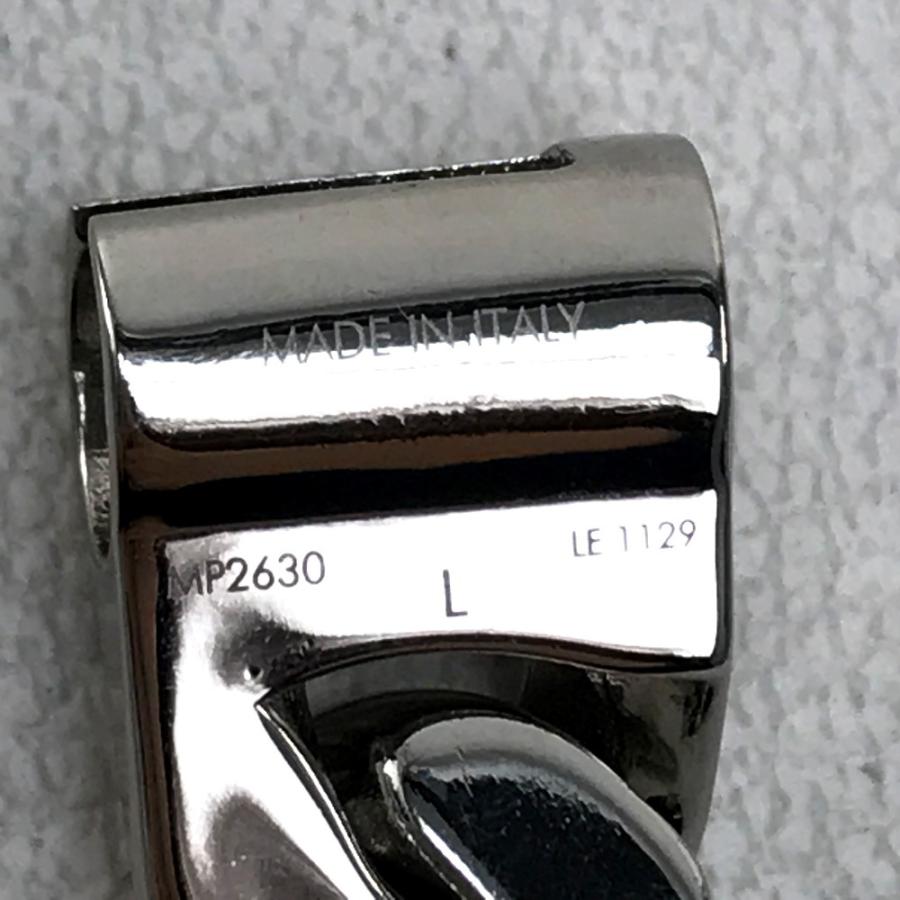 MADE IN ITALY
MP2630
LE 1129
L